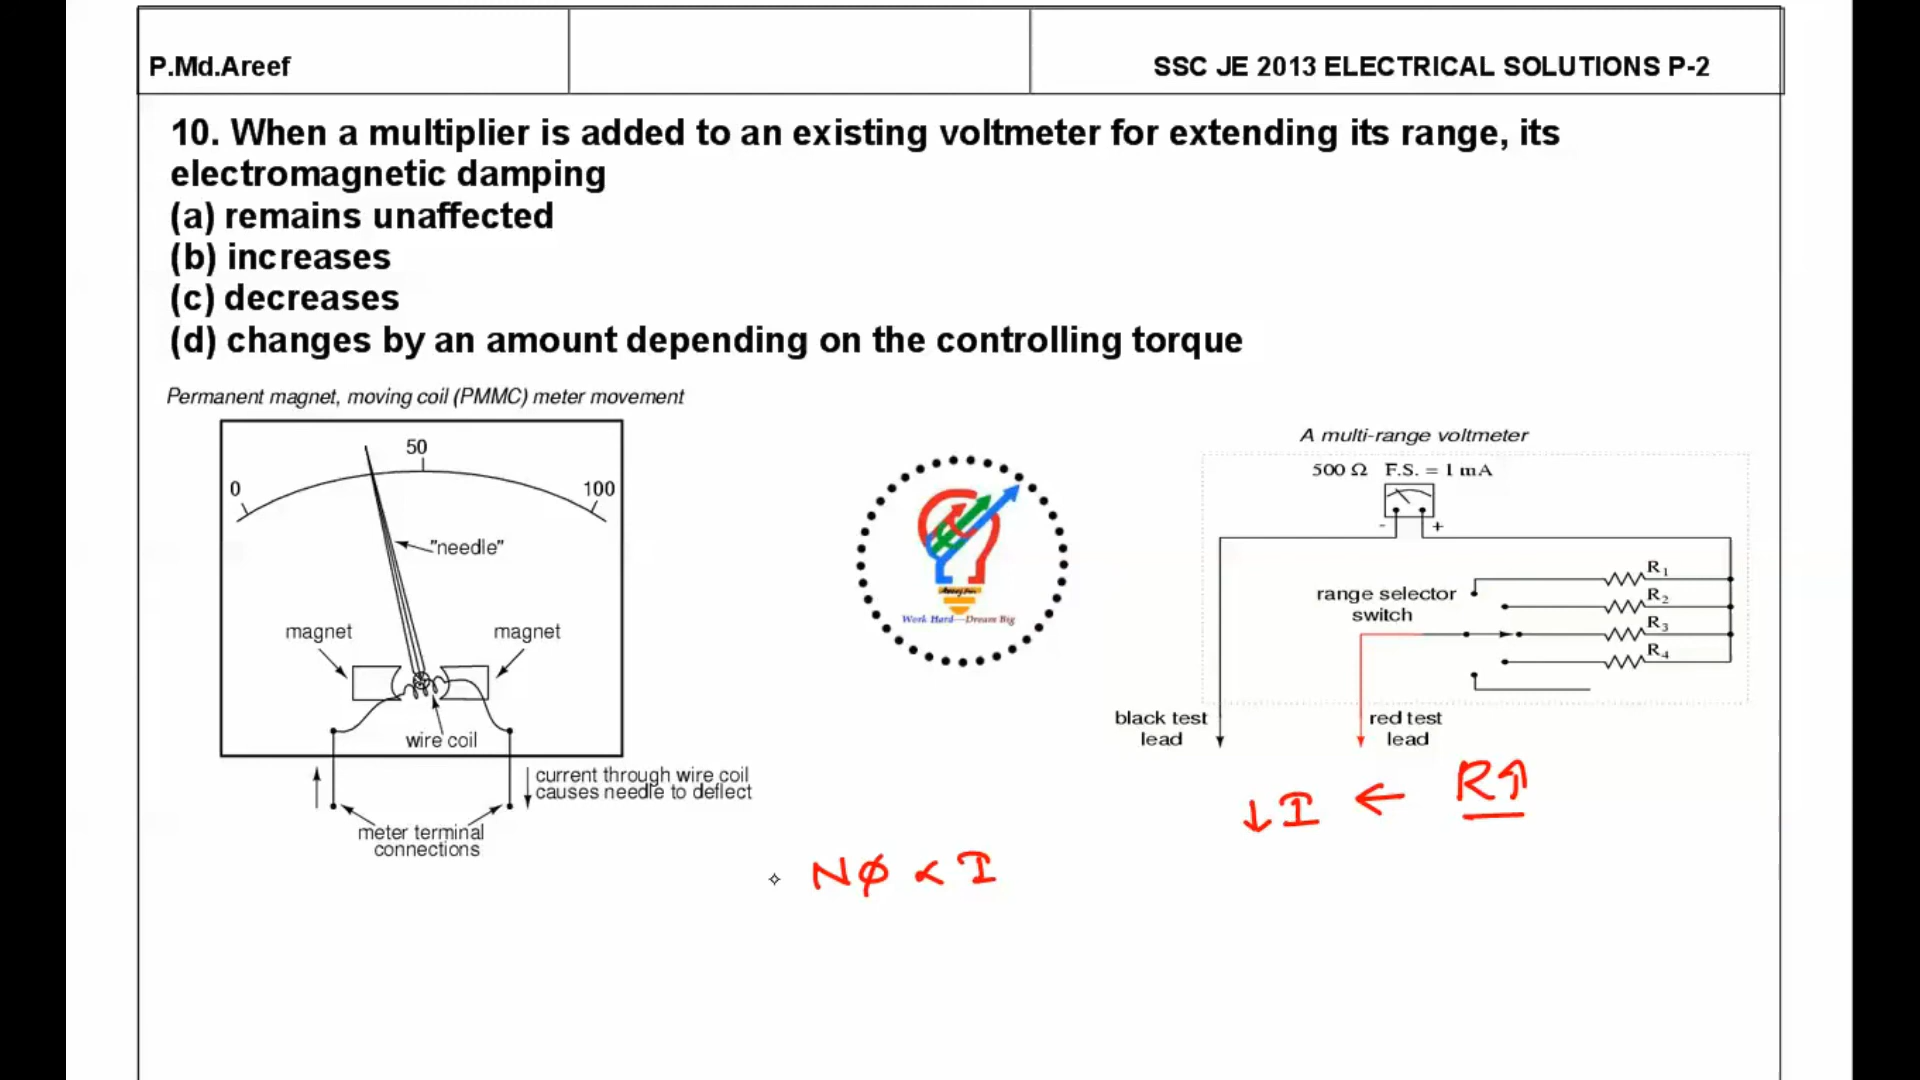 P.Md.Areef
SSC JE 2013 ELECTRICAL SOLUTIONS P-2
10. When a multiplier is added to an existing voltmeter for extending its range, its
electromagnetic damping
(a) remains unaffected
(b) increases
(c) decreases
(d) changes by an amount depending on the controlling torque
Permanent magnet, moving coil (PMMC) meter movement
0
50
100
"needle"
magnet
magnet
wire coil
current through wire coil
causes needle to deflect
meter terminal
connections
Work Hard---Dream Big
A multi-range voltmeter
500 Ω F.S. = 1 mA
- +
range selector
switch
R1
R2
R3
R4
black test
lead
red test
lead
↓ I ← R↑
NØ ∝ I